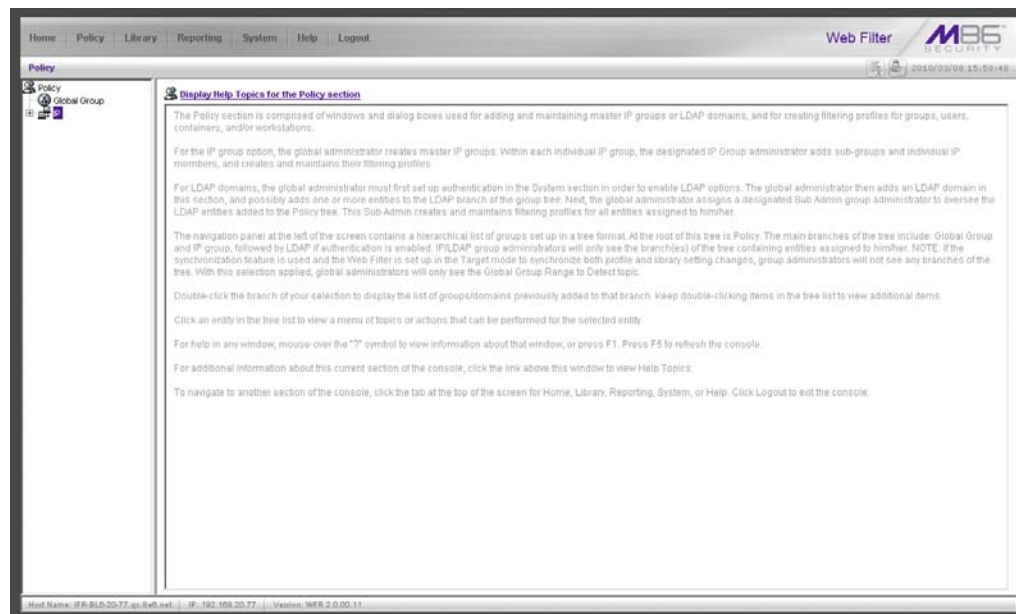 Home Policy Library Reporting System Help Logout
Web Filter
M86
SECURITY
Policy
2010/03/08 15:58:48
Policy
Global Group
IP
Display Help Topics for the Policy section
The Policy section is comprised of windows and dialog boxes used for adding and maintaining master IP groups or LDAP domains, and for creating filtering profiles for groups, users,
containers, and/or workstations.
For the IP group option, the global administrator creates master IP groups. Within each individual IP group, the designated IP Group administrator adds sub-groups and individual IP
members, and creates and maintains their filtering profiles
For LDAP domains, the global administrator must first set up authentication in the System section in order to enable LDAP options. The global administrator then adds an LDAP domain in
this section, and possibly adds one or more entities to the LDAP branch of the group tree. Next, the global administrator assigns a designated Sub Admin group administrator to oversee the
LDAP entities added to the Policy tree. This Sub Admin creates and maintains filtering profiles for all entities assigned to him/her.
The navigation panel at the left of the screen contains a hierarchical list of groups set up in a tree format. At the root of this tree is Policy. The main branches of the tree include: Global Group
and IP group, followed by LDAP if authentication is enabled. IP/LDAP group administrators will only see the branch(es) of the tree containing entities assigned to him/her. NOTE: If the
synchronization feature is used and the Web Filter is set up in the Target mode to synchronize both profile and library setting changes, group administrators will not see any branches of the
tree. With this selection applied, global administrators will only see the Global Group Range to Detect topic.
Double-click the branch of your selection to display the list of groups/domains previously added to that branch. Keep double-clicking items in the tree list to view additional items.
Click an entity in the tree list to view a menu of topics or actions that can be performed for the selected entity
For help in any window, mouse-over the "?" symbol to view information about that window, or press F1. Press F5 to refresh the console.
For additional information about this current section of the console, click the link above this window to view Help Topics.
To navigate to another section of the console, click the tab at the top of the screen for Home, Library, Reporting, System, or Help. Click Logout to exit the console.
Host Name: IP: 192.168.20.77 Version: WFR 2.0.00.11